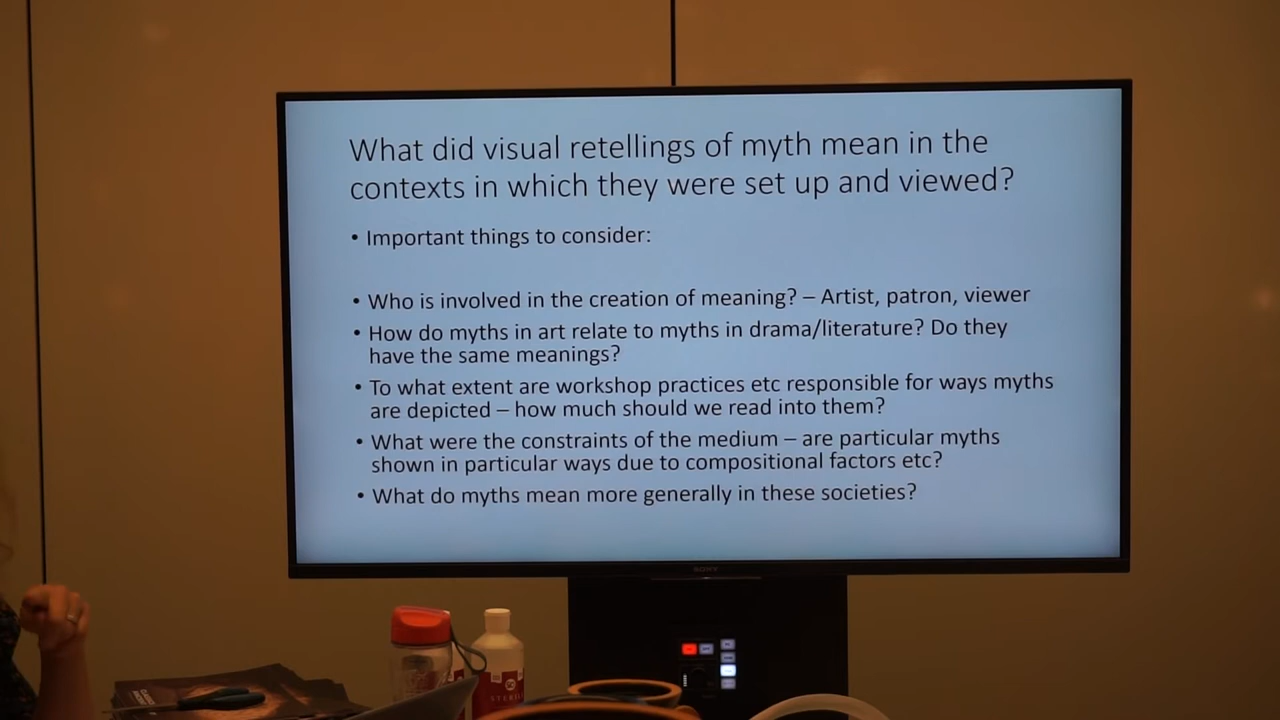 What did visual retellings of myth mean in the
contexts in which they were set up and viewed?
• Important things to consider:
• Who is involved in the creation of meaning? – Artist, patron, viewer
• How do myths in art relate to myths in drama/literature? Do they
have the same meanings?
• To what extent are workshop practices etc responsible for ways myths
are depicted – how much should we read into them?
• What were the constraints of the medium – are particular myths
shown in particular ways due to compositional factors etc?
• What do myths mean more generally in these societies?
SONY